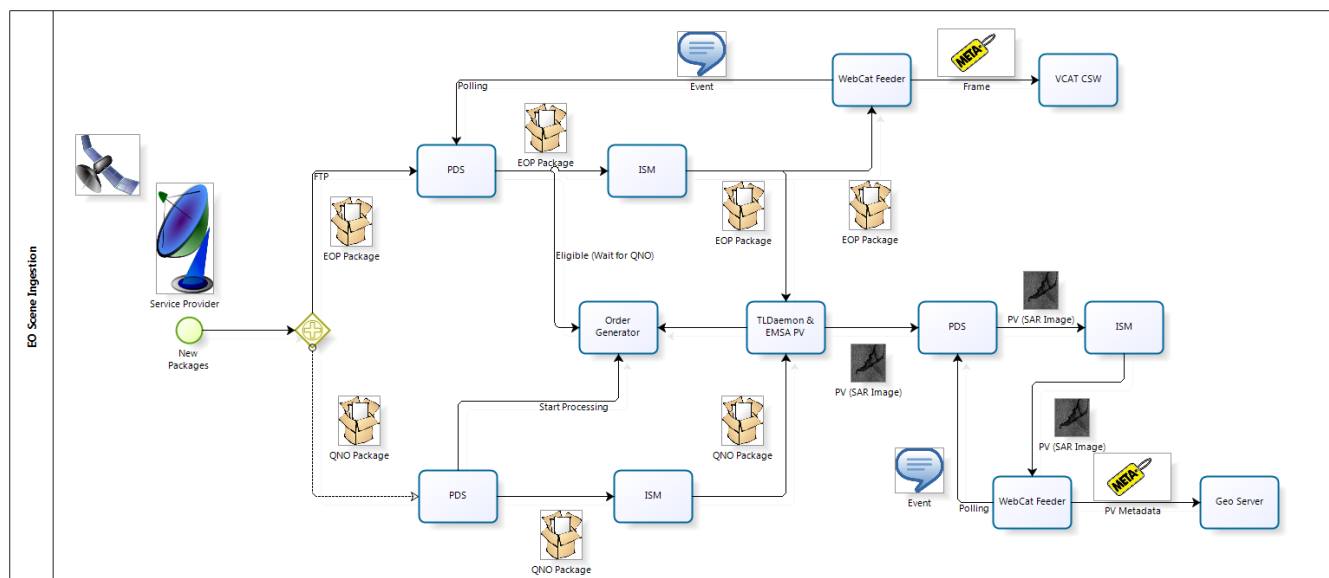 EO Scene Ingestion
META
Polling
Event
WebCat Feeder
Frame
VCAT CSW
PDS
EOP Package
ISM
FTP
EOP Package
EOP Package
EOP Package
Service Provider
Eligible (Wait for QNO)
New
Packages
Order
Generator
TLDaemon &
EMSA PV
PDS
PV (SAR Image)
ISM
PV (SAR Image)
Start Processing
QNO Package
QNO Package
PV (SAR Image)
META
PDS
ISM
QNO Package
Event
Polling
WebCat Feeder
PV Metadata
Geo Server